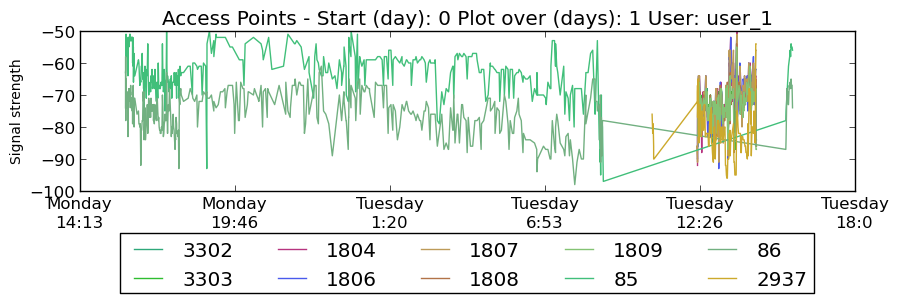 Access Points - Start (day): 0 Plot over (days): 1 User: user_1
Signal strength
−50
−60
−70
−80
−90
−100
Monday 14:13
Monday 19:46
Tuesday 1:20
Tuesday 6:53
Tuesday 12:26
Tuesday 18:0
3302 1804 1807 1809 86
3303 1806 1808 85 2937